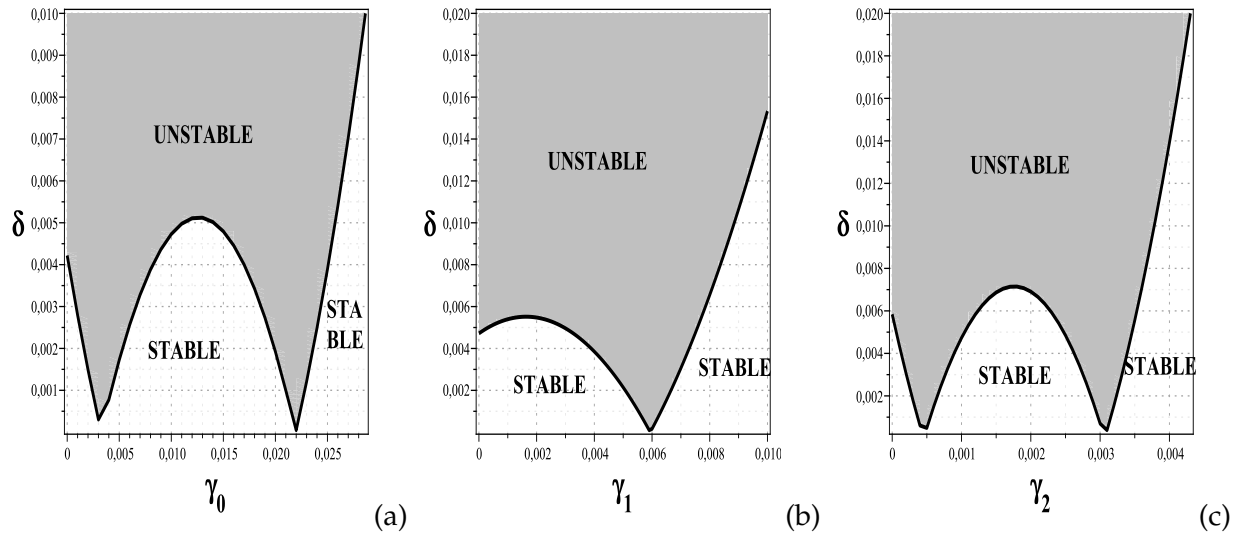 0,010
0,009
0,008
0,007
0,006
0,005
0,004
0,003
0,002
0,001
δ
UNSTABLE
STABLE
STA
BLE
0
0,005
0,010
0,015
0,020
0,025
γ0
(a)
0,020
0,018
0,016
0,014
0,012
0,010
0,008
0,006
0,004
0,002
δ
UNSTABLE
STABLE
STABLE
0
0,002
0,004
0,006
0,008
0,010
γ1
(b)
0,020
0,018
0,016
0,014
0,012
0,010
0,008
0,006
0,004
0,002
δ
UNSTABLE
STABLE
STABLE
0
0,001
0,002
0,003
0,004
γ2
(c)